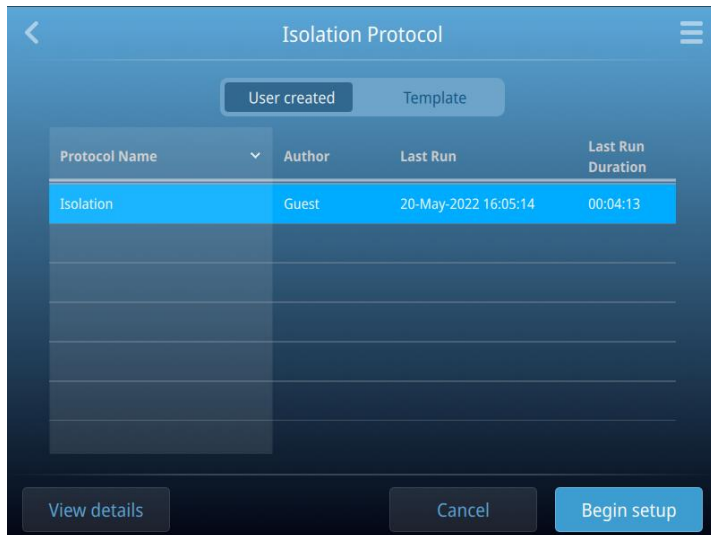 Isolation Protocol
User created Template
Protocol Name Author Last Run Last Run Duration
Isolation Guest 20-May-2022 16:05:14 00:04:13
View details Cancel Begin setup